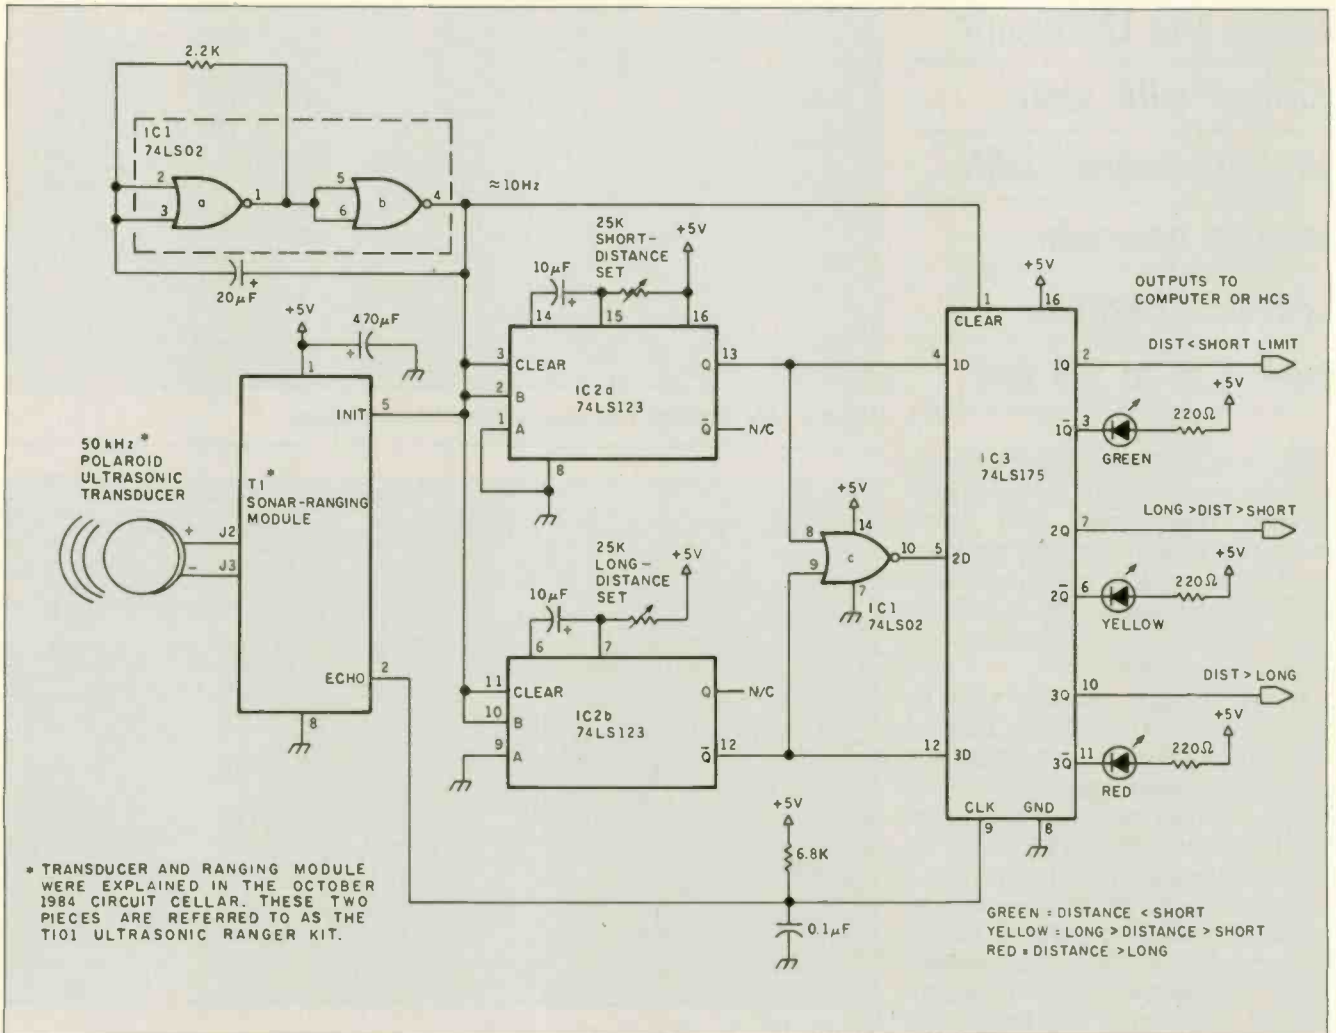 2.2K
IC1
74LS02
2
3
a
1
5
6
b
4
≈10Hz
20μF
+
+5V
470μF
+
1
INIT
5
50kHz*
POLAROID
ULTRASONIC
TRANSDUCER
+
-
J2
J3
T1*
SONAR-RANGING
MODULE
ECHO
2
8
25K
SHORT-
DISTANCE
SET
+5V
10μF
+
14
15
16
3
CLEAR
2
B
1
A
IC2a
74LS123
Q
13
Q̅
N/C
8
25K
LONG-
DISTANCE
SET
+5V
10μF
+
6
7
11
CLEAR
10
B
9
A
IC2b
74LS123
Q
N/C
Q̅
12
+5V
14
8
9
c
10
7
IC1
74LS02
+5V
1
16
CLEAR
4
1D
5
2D
12
3D
IC3
74LS175
1Q
2
1Q̅
3
2Q
7
2Q̅
6
3Q
10
3Q̅
11
CLK
GND
9
8
OUTPUTS TO
COMPUTER OR HCS
DIST<SHORT LIMIT
+5V
220Ω
GREEN
LONG>DIST>SHORT
+5V
220Ω
YELLOW
DIST>LONG
+5V
220Ω
RED
+5V
6.8K
0.1μF
* TRANSDUCER AND RANGING MODULE
WERE EXPLAINED IN THE OCTOBER
1984 CIRCUIT CELLAR. THESE TWO
PIECES ARE REFERRED TO AS THE
TI01 ULTRASONIC RANGER KIT.
GREEN = DISTANCE < SHORT
YELLOW = LONG > DISTANCE > SHORT
RED = DISTANCE > LONG